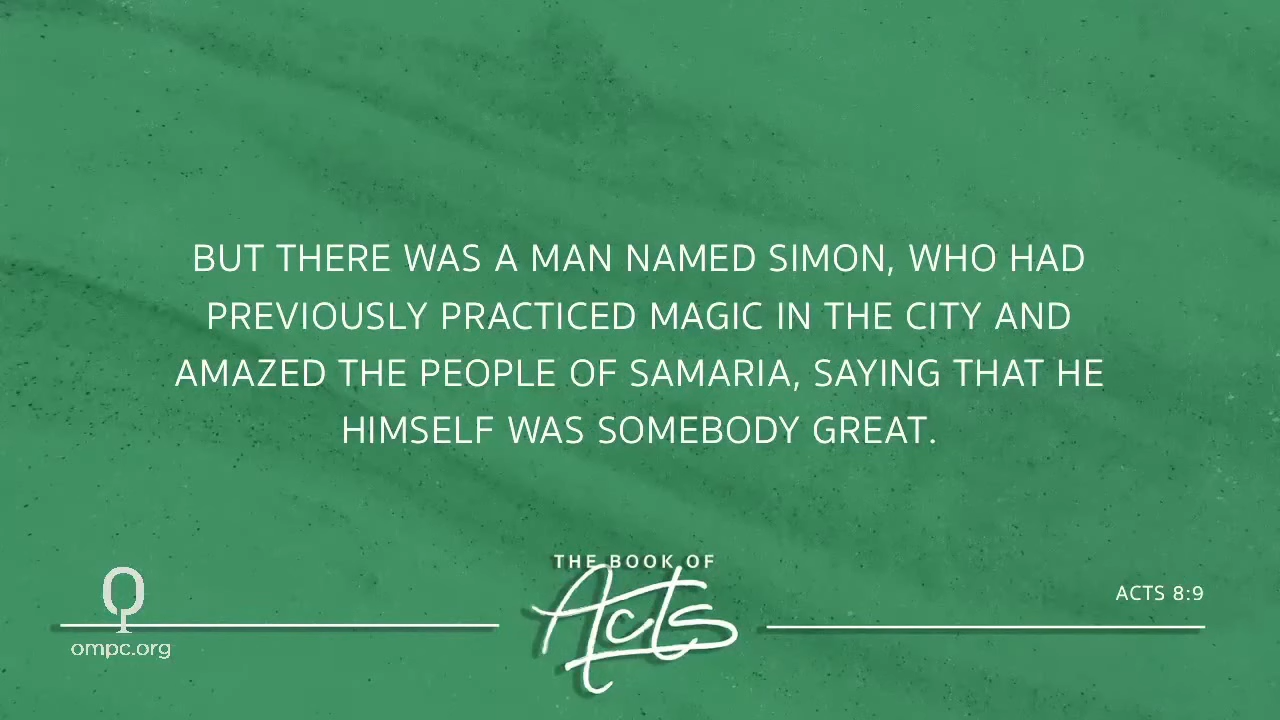 BUT THERE WAS A MAN NAMED SIMON, WHO HAD
PREVIOUSLY PRACTICED MAGIC IN THE CITY AND
AMAZED THE PEOPLE OF SAMARIA, SAYING THAT HE
HIMSELF WAS SOMEBODY GREAT.
THE BOOK OF
Acts
ACTS 8:9
ompc.org